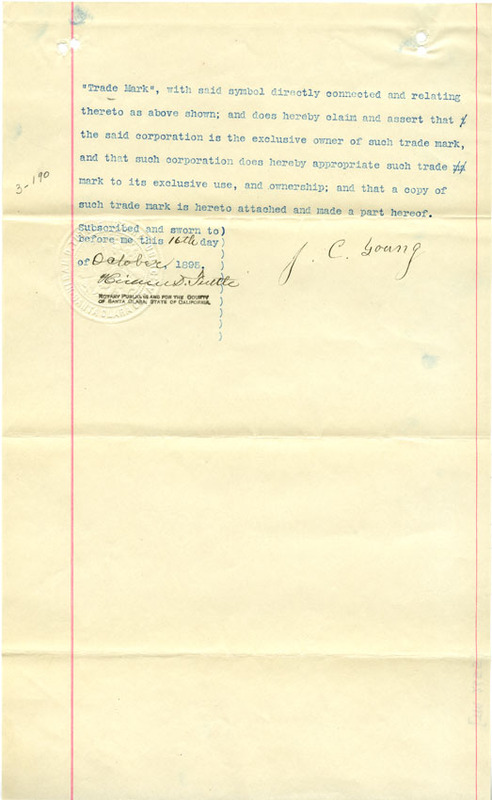 "Trade Mark", with said symbol directly connected and relating
thereto as above shown; and does hereby claim and assert that
the said corporation is the exclusive owner of such trade mark,
and that such corporation does hereby appropriate such trade
mark to its exclusive use, and ownership; and that a copy of
such trade mark is hereto attached and made a part hereof.
3-190
Subscribed and sworn to)
before me this 16th day
of October, 1895.
J. C. Young
NOTARY PUBLIC IN AND FOR THE COUNTY
OF SANTA CLARA, STATE OF CALIFORNIA.